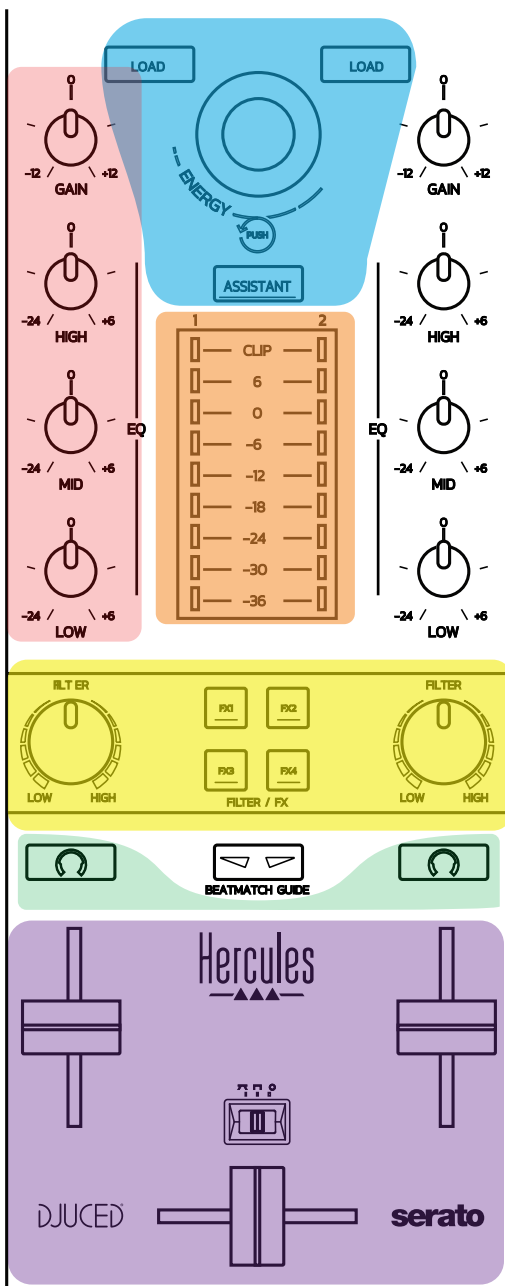 LOAD LOAD
0 0
-12 +12 -12 +12
GAIN GAIN
ENERGY
PUSH
ASSISTANT
0 0
-24 +6 -24 +6
HIGH HIGH
1 2
CLIP
6
0
-6
-12
-18
-24
-30
-36
0 0
EQ EQ
-24 +6 -24 +6
MID MID
0 0
-24 +6 -24 +6
LOW LOW
FILTER FILTER
FX1 FX2
FX3 FX4
LOW HIGH LOW HIGH
FILTER / FX
BEATMATCH GUIDE
Hercules
DJUCED serato